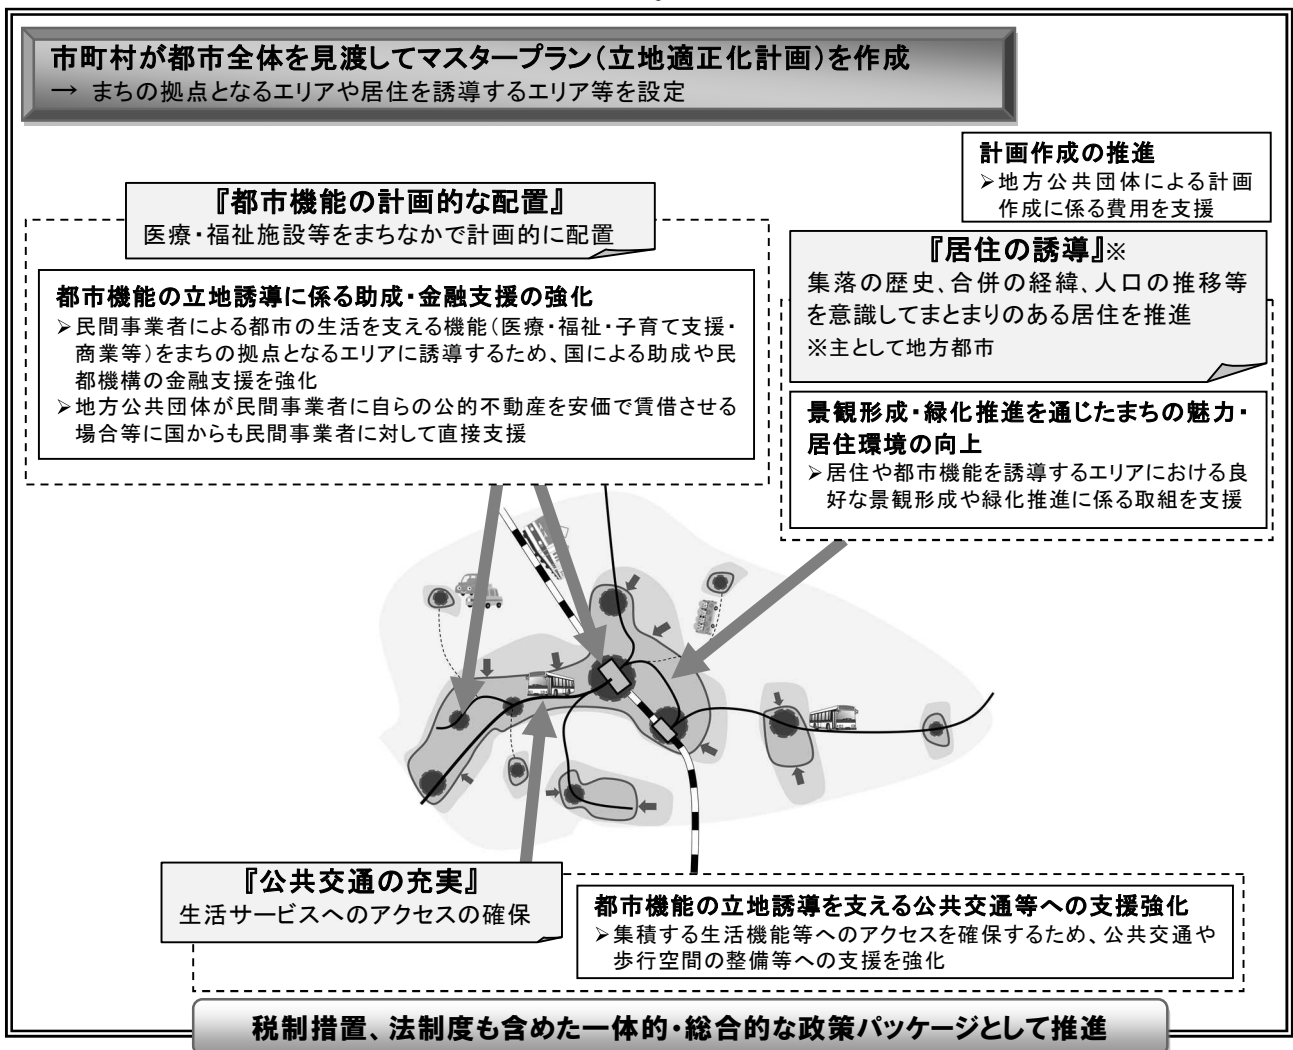 市町村が都市全体を見渡してマスタープラン（立地適正化計画）を作成
→ まちの拠点となるエリアや居住を誘導するエリア等を設定
計画作成の推進
➢地方公共団体による計画
作成に係る費用を支援
『都市機能の計画的な配置』
医療・福祉施設等をまちなかで計画的に配置
都市機能の立地誘導に係る助成・金融支援の強化
➢民間事業者による都市の生活を支える機能（医療・福祉・子育て支援・
商業等）をまちの拠点となるエリアに誘導するため、国による助成や民
都機構の金融支援を強化
➢地方公共団体が民間事業者に自らの公的不動産を安価で賃借させる
場合等に国からも民間事業者に対して直接支援
『居住の誘導』※
集落の歴史、合併の経緯、人口の推移等
を意識してまとまりのある居住を推進
※主として地方都市
景観形成・緑化推進を通じたまちの魅力・
居住環境の向上
➢居住や都市機能を誘導するエリアにおける良
好な景観形成や緑化推進に係る取組を支援
『公共交通の充実』
生活サービスへのアクセスの確保
都市機能の立地誘導を支える公共交通等への支援強化
➢集積する生活機能等へのアクセスを確保するため、公共交通や
歩行空間の整備等への支援を強化
税制措置、法制度も含めた一体的・総合的な政策パッケージとして推進